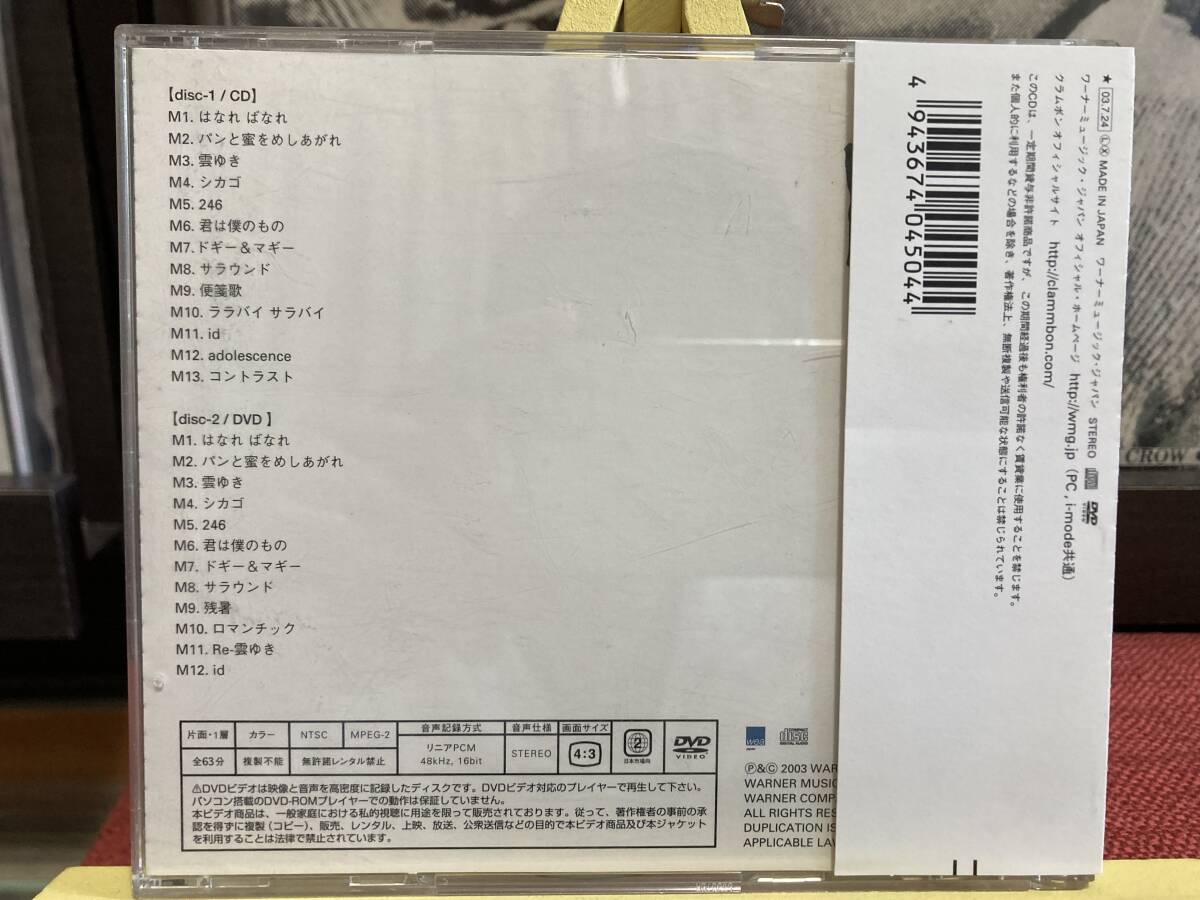 【disc-1 / CD】
M1. はなれ ばなれ
M2. パンと蜜をめしあがれ
M3. 雲ゆき
M4. シカゴ
M5. 246
M6. 君は僕のもの
M7.ドギー＆マギー
M8. サラウンド
M9. 便箋歌
M10. ララバイ サラバイ
M11. id
M12. adolescence
M13. コントラスト
【disc-2 / DVD 】
M1. はなれ ばなれ
M2. パンと蜜をめしあがれ
M3. 雲ゆき
M4. シカゴ
M5. 246
M6. 君は僕のもの
M7. ドギー＆マギー
M8. サラウンド
M9. 残暑
M10. ロマンチック
M11. Re-雲ゆき
M12. id
片面・1層 カラー NTSC MPEG-2 音声記録方式 音声仕様 画面サイズ
全63分 複製不能 無許諾レンタル禁止 リニアPCM 48kHz, 16bit STEREO 4:3 2 日本市場向 DVD VIDEO
⚠DVDビデオは映像と音声を高密度に記録したディスクです。DVDビデオ対応のプレイヤーで再生して下さい。
パソコン搭載のDVD-ROMプレイヤーでの動作は保証していません。
本ビデオ商品は、一般家庭における私的視聴に用途を限って販売されております。従って、著作権者の事前の承
認を得ずに複製（コピー）、販売、レンタル、上映、放送、公衆送信などの目的で本ビデオ商品及び本ジャケット
を利用することは法律で禁止されています。
COMPACT disc DIGITAL AUDIO
Ⓟ&Ⓒ 2003 WAR
WARNER MUSIC
WARNER COMP
ALL RIGHTS RES
DUPLICATION IS
APPLICABLE LAW
★ 03.7.24 Ⓛ Ⓧ MADE IN JAPAN ワーナーミュージック・ジャパン STEREO DVD
ワーナーミュージック・ジャパン オフィシャル・ホームページ http://wmg.jp（PC , i-mode共通）
クラムボン オフィシャルサイト http://clammbon.com/
このCDは、一定期間貸与非許諾商品ですが、この期間経過後も権利者の許諾なく賃貸業に使用することを禁じます。
また個人的に利用するなどの場合を除き、著作権法上、無断複製や送信可能な状態にすることは禁じられています。
4 943674 045044
CROW